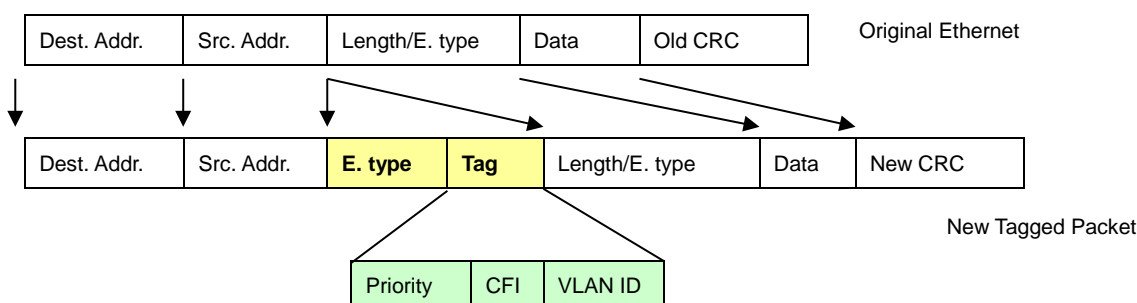 Dest. Addr. Src. Addr. Length/E. type Data Old CRC Original Ethernet
Dest. Addr. Src. Addr. E. type Tag Length/E. type Data New CRC
New Tagged Packet
Priority CFI VLAN ID